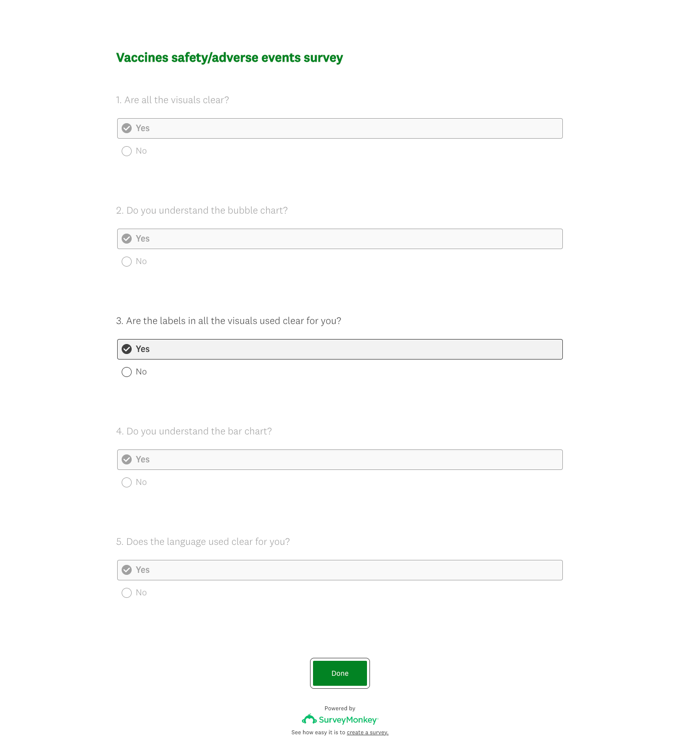 Vaccines safety/adverse events survey
1. Are all the visuals clear?
Yes
No
2. Do you understand the bubble chart?
Yes
No
3. Are the labels in all the visuals used clear for you?
Yes
No
4. Do you understand the bar chart?
Yes
No
5. Does the language used clear for you?
Yes
No
Done
Powered by
SurveyMonkey
See how easy it is to create a survey.